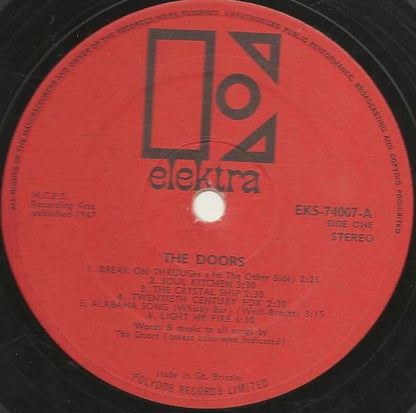 ALL RIGHTS OF THE MANUFACTURERS AND OWNER OF THE RECORDED WORK RESERVED. UNAUTHORISED PUBLIC PERFORMANCE, BROADCASTING AND COPYING PROHIBITED
elektra
M.C.P.S.
Recording first
published 1967
EKS-74007-A
SIDE ONE
STEREO
THE DOORS
1. BREAK ON THROUGH (To The Other Side) 2:25
2. SOUL KITCHEN 3:30
3. THE CRYSTAL SHIP 2:30
4. TWENTIETH CENTURY FOX 2:30
5. ALABAMA SONG (Whisky Bar) (Weill-Brecht) 3:15
6. LIGHT MY FIRE 6:30
Words & music to all songs by
The Doors (unless otherwise indicated)
Made in Gt. Britain
POLYDOR RECORDS LIMITED